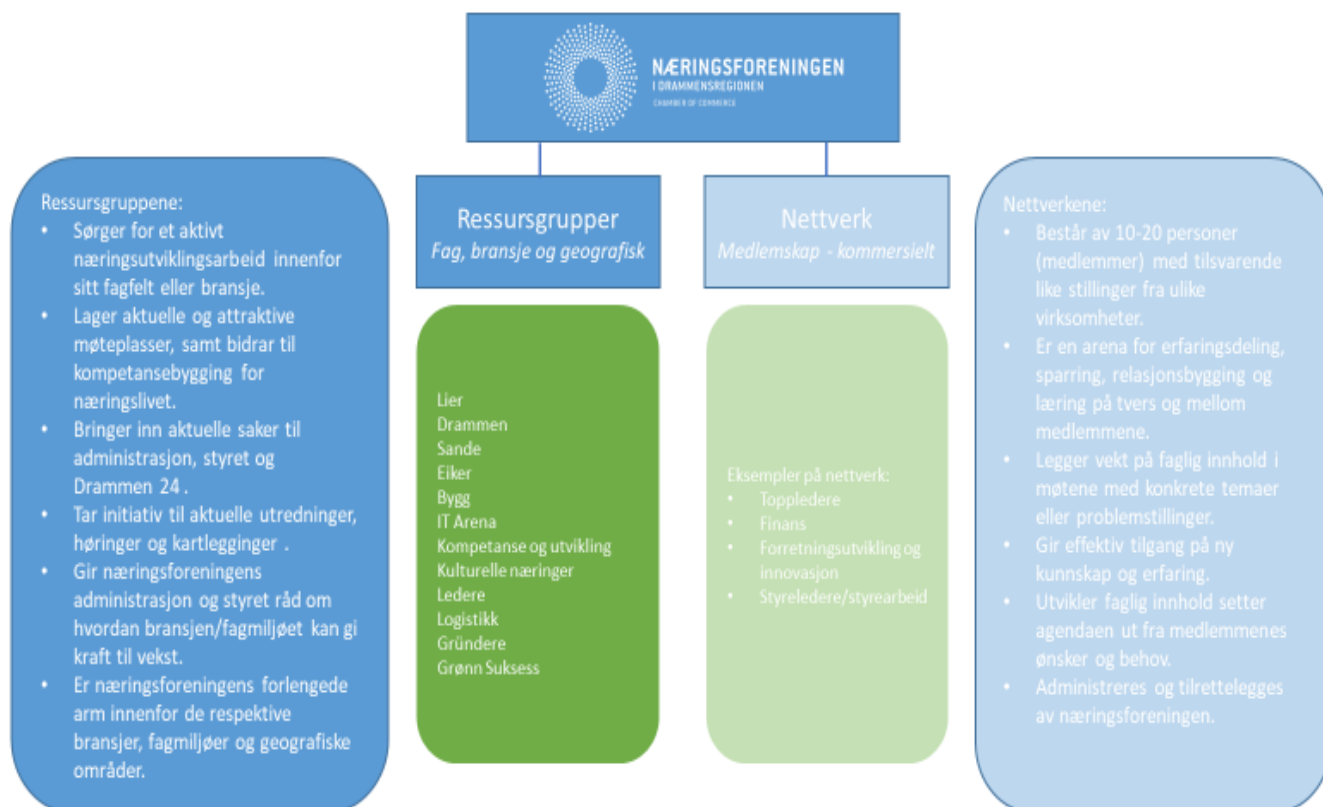 NÆRINGSFORENINGEN
I DRAMMENSREGIONEN
CHAMBER OF COMMERCE
Ressursgruppene:
• Sørger for et aktivt
næringsutviklingsarbeid innenfor
sitt fagfelt eller bransje.
• Lager aktuelle og attraktive
møteplasser, samt bidrar til
kompetansebygging for
næringslivet.
• Bringer inn aktuelle saker til
administrasjon, styret og
Drammen 24 .
• Tar initiativ til aktuelle utredninger,
høringer og kartlegginger .
• Gir næringsforeningens
administrasjon og styret råd om
hvordan bransjen/fagmiljøet kan gi
kraft til vekst.
• Er næringsforeningens forlengede
arm innenfor de respektive
bransjer, fagmiljøer og geografiske
områder.
Ressursgrupper
Fag, bransje og geografisk
Lier
Drammen
Sande
Eiker
Bygg
IT Arena
Kompetanse og utvikling
Kulturelle næringer
Ledere
Logistikk
Gründere
Grønn Suksess
Nettverk
Medlemskap - kommersielt
Eksempler på nettverk:
• Toppledere
• Finans
• Forretningsutvikling og
innovasjon
• Styreledere/styrearbeid
Nettverkene:
• Består av 10-20 personer
(medlemmer) med tilsvarende
like stillinger fra ulike
virksomheter.
• Er en arena for erfaringsdeling,
sparring, relasjonsbygging og
læring på tvers og mellom
medlemmene.
• Legger vekt på faglig innhold i
møtene med konkrete temaer
eller problemstillinger.
• Gir effektiv tilgang på ny
kunnskap og erfaring.
• Utvikler faglig innhold setter
agendaen ut fra medlemmenes
ønsker og behov.
• Administreres og tilrettelegges
av næringsforeningen.